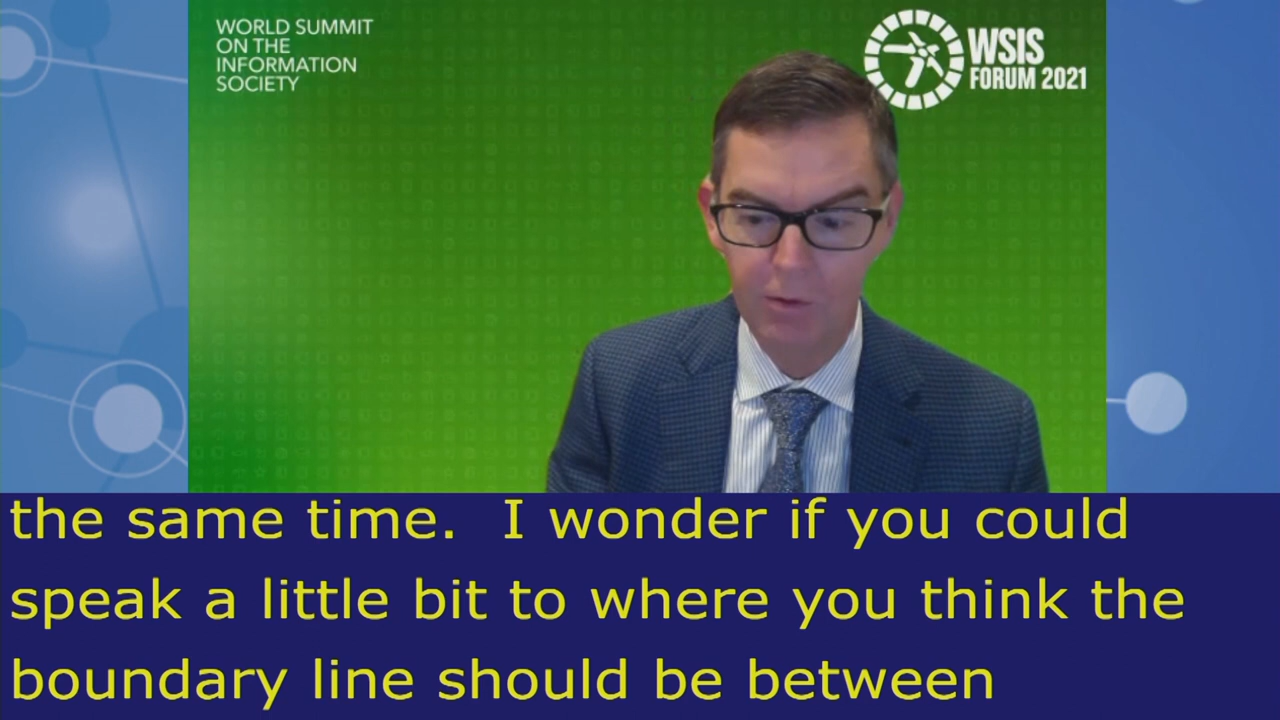 WORLD SUMMIT
ON THE
INFORMATION
SOCIETY
WSIS
FORUM 2021
the same time.  I wonder if you could
speak a little bit to where you think the
boundary line should be between